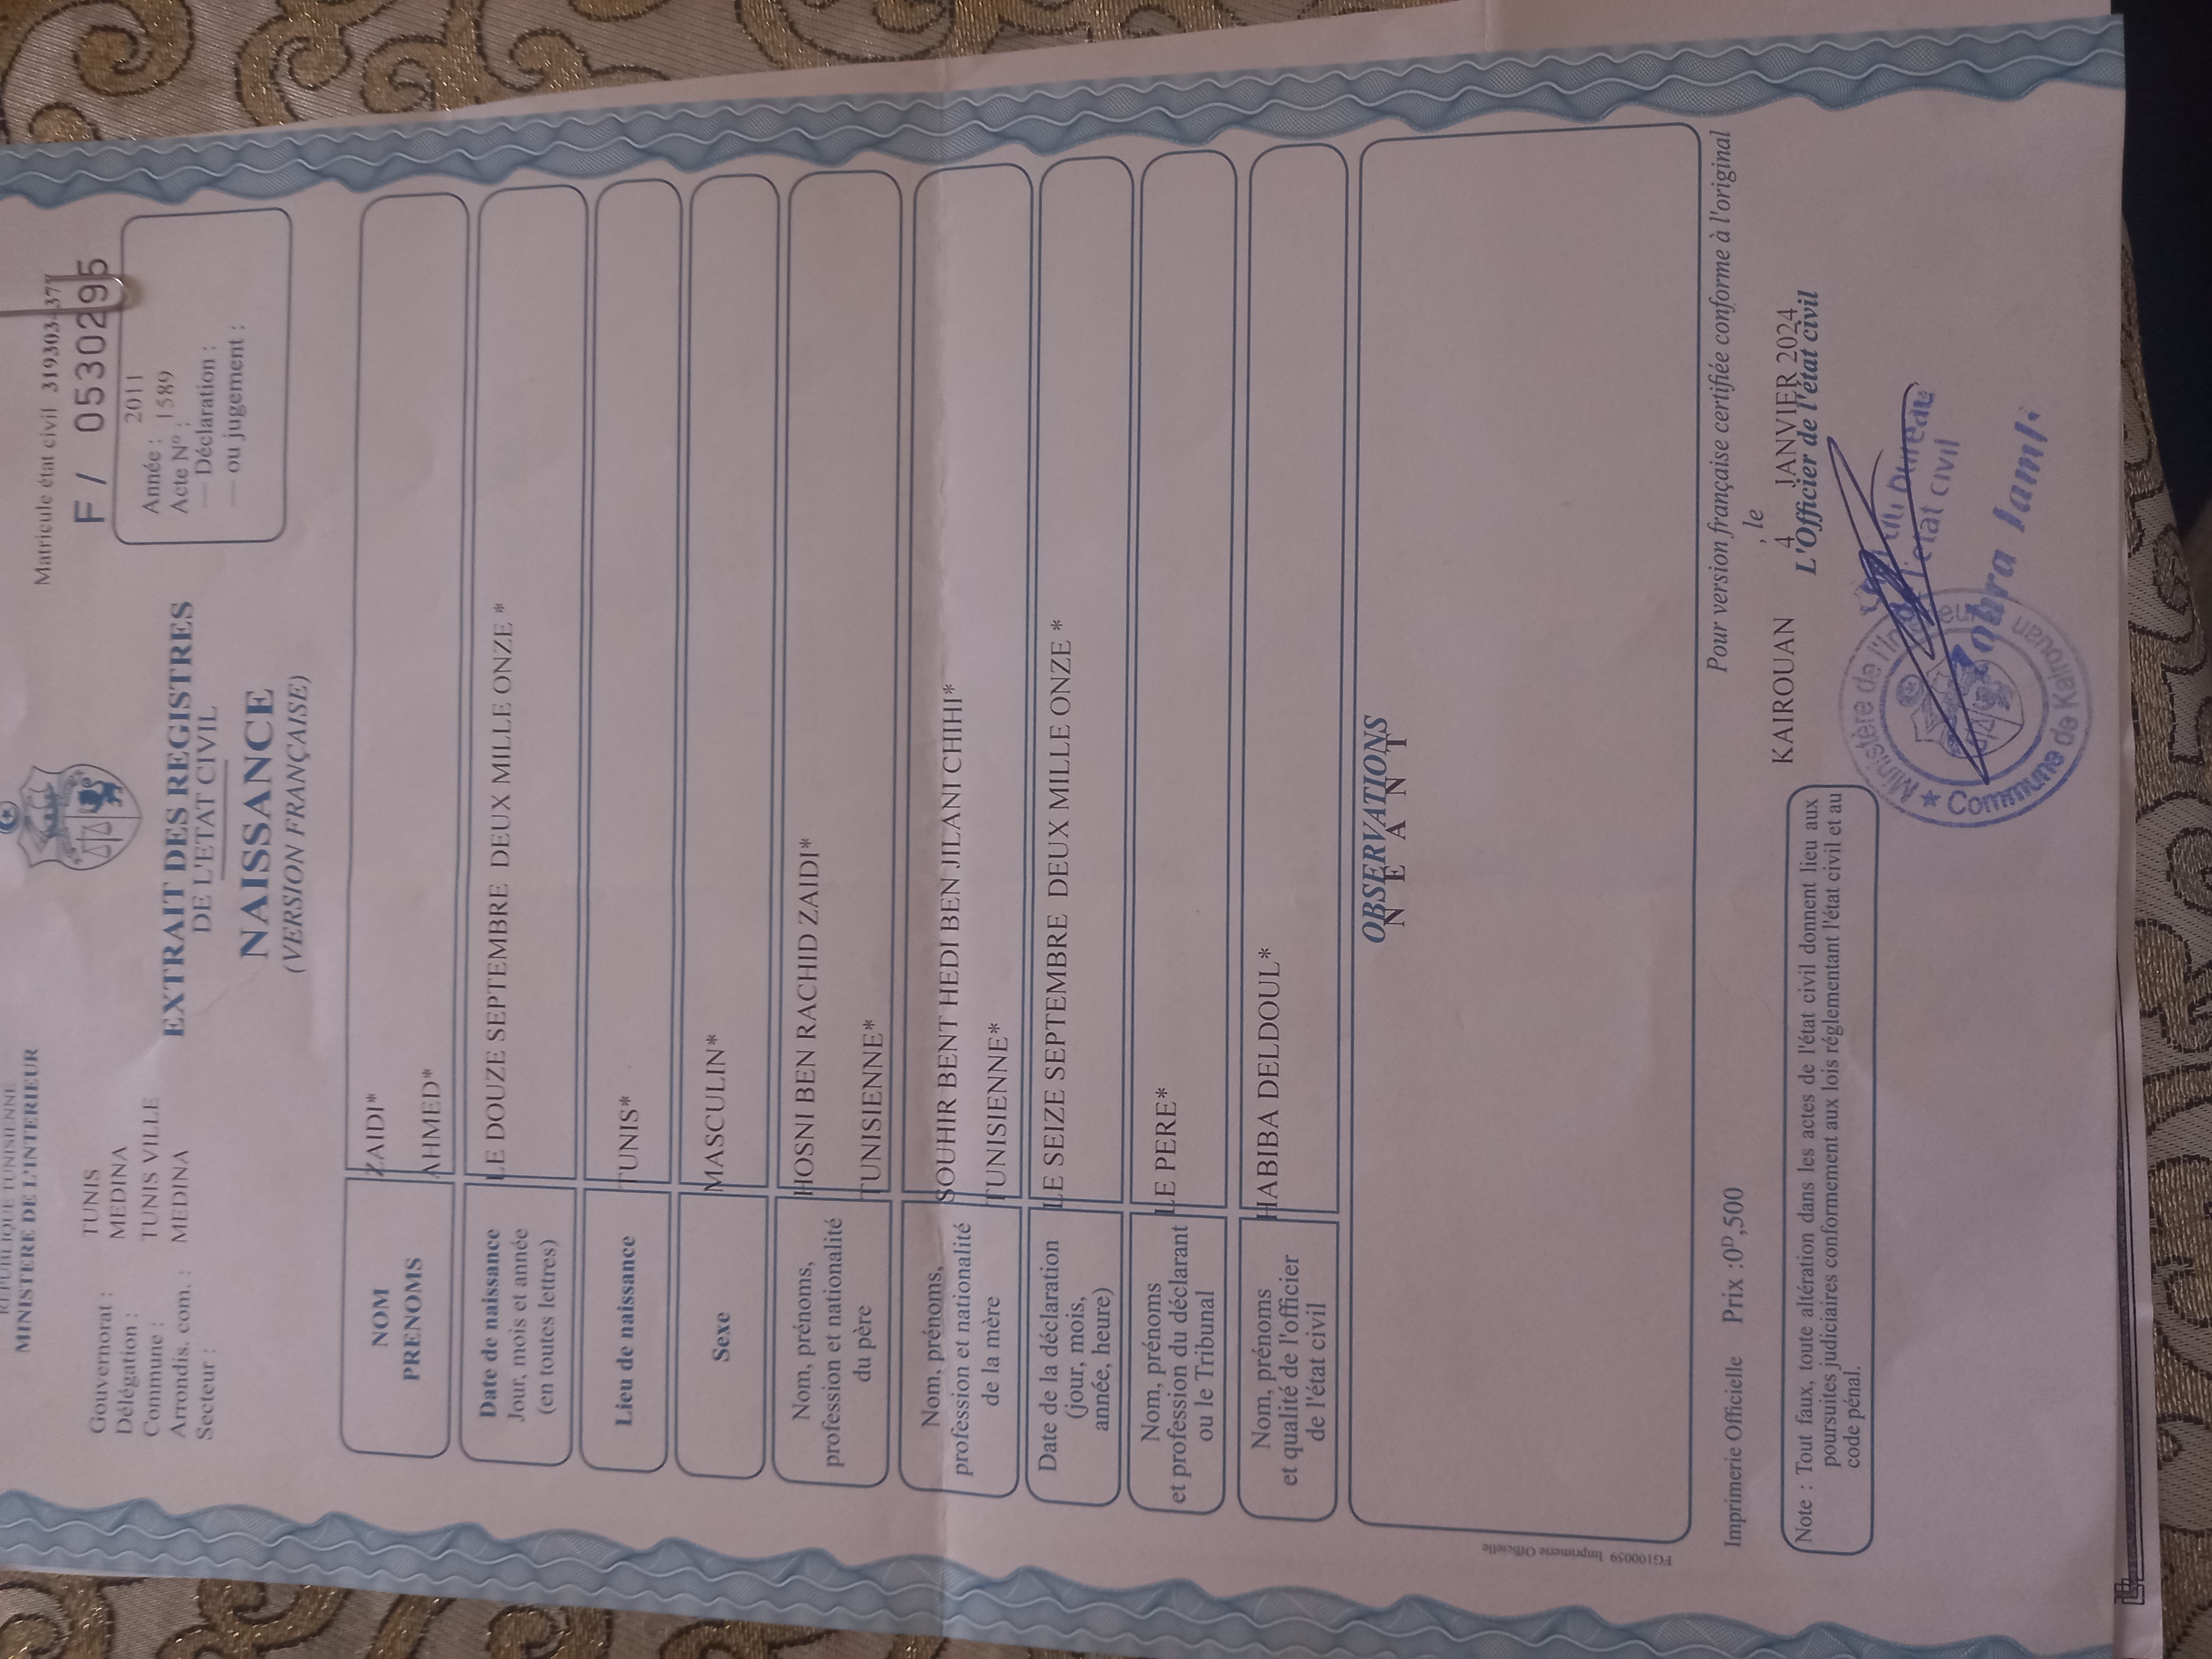 REPUBLIQUE TUNISIENNE
MINISTERE DE L'INTERIEUR
Gouvernorat : TUNIS
Délégation : MEDINA
Commune : TUNIS VILLE
Arrondis. com. : MEDINA
Secteur :
EXTRAIT DES REGISTRES
DE L'ETAT CIVIL
NAISSANCE
(VERSION FRANÇAISE)
Matricule état civil
F / 0530295
Année : 2011
Acte N° : 1589
— Déclaration :
— ou jugement :
NOM ZAIDI*
PRENOMS AHMED*
Date de naissance
Jour, mois et année
(en toutes lettres)
LE DOUZE SEPTEMBRE DEUX MILLE ONZE *
Lieu de naissance
TUNIS*
Sexe
MASCULIN*
Nom, prénoms,
profession et nationalité
du père
HOSNI BEN RACHID ZAIDI*
TUNISIENNE*
Nom, prénoms,
profession et nationalité
de la mère
SOUHIR BENT HEDI BEN JILANI CHIHI*
TUNISIENNE*
Date de la déclaration
(jour, mois,
année, heure)
LE SEIZE SEPTEMBRE DEUX MILLE ONZE *
Nom, prénoms
et profession du déclarant
ou le Tribunal
LE PERE*
Nom, prénoms
et qualité de l'officier
de l'état civil
HABIBA DELDOUL*
OBSERVATIONS
N E A N T
FG100059 Imprimerie Officielle
Imprimerie Officielle Prix :0ᴰ,500
Pour version française certifiée conforme à l'original
, le
KAIROUAN 4 JANVIER 2024
L'Officier de l'état civil
Note : Tout faux, toute altération dans les actes de l'état civil donnent lieu aux
poursuites judiciaires conformement aux lois réglementant l'état civil et au
code pénal.
Ministère de
Commune de Kairouan
état civil